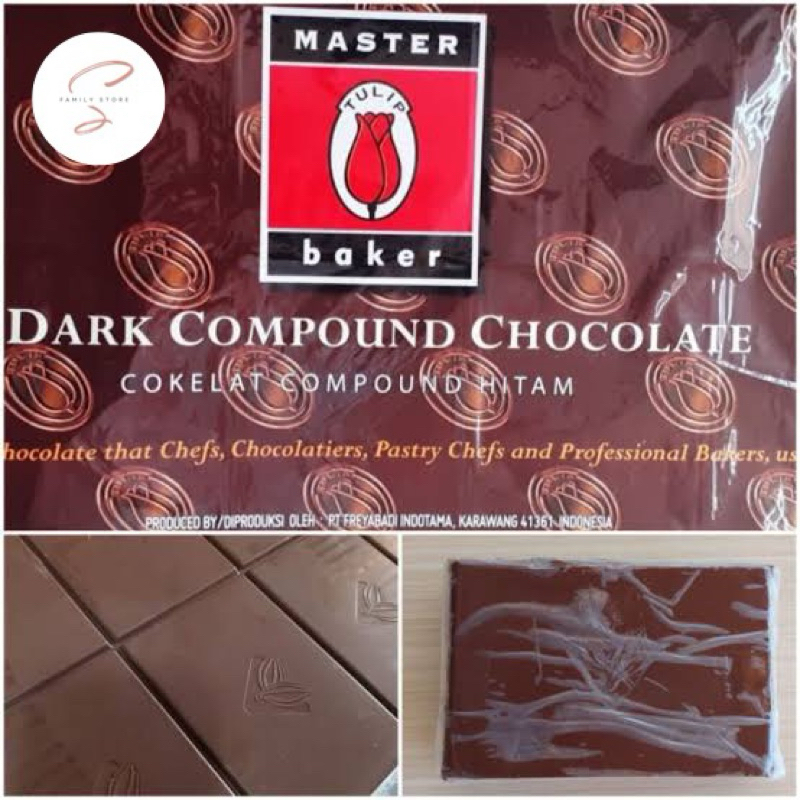 FAMILY STORE
MASTER
TULIP
baker
DARK COMPOUND CHOCOLATE
COKELAT COMPOUND HITAM
hocolate that Chefs, Chocolatiers, Pastry Chefs and Professional Bakers, us
PRODUCED BY/DIPRODUKSI OLEH : PT FREYABADI INDOTAMA, KARAWANG 41361 INDONESIA